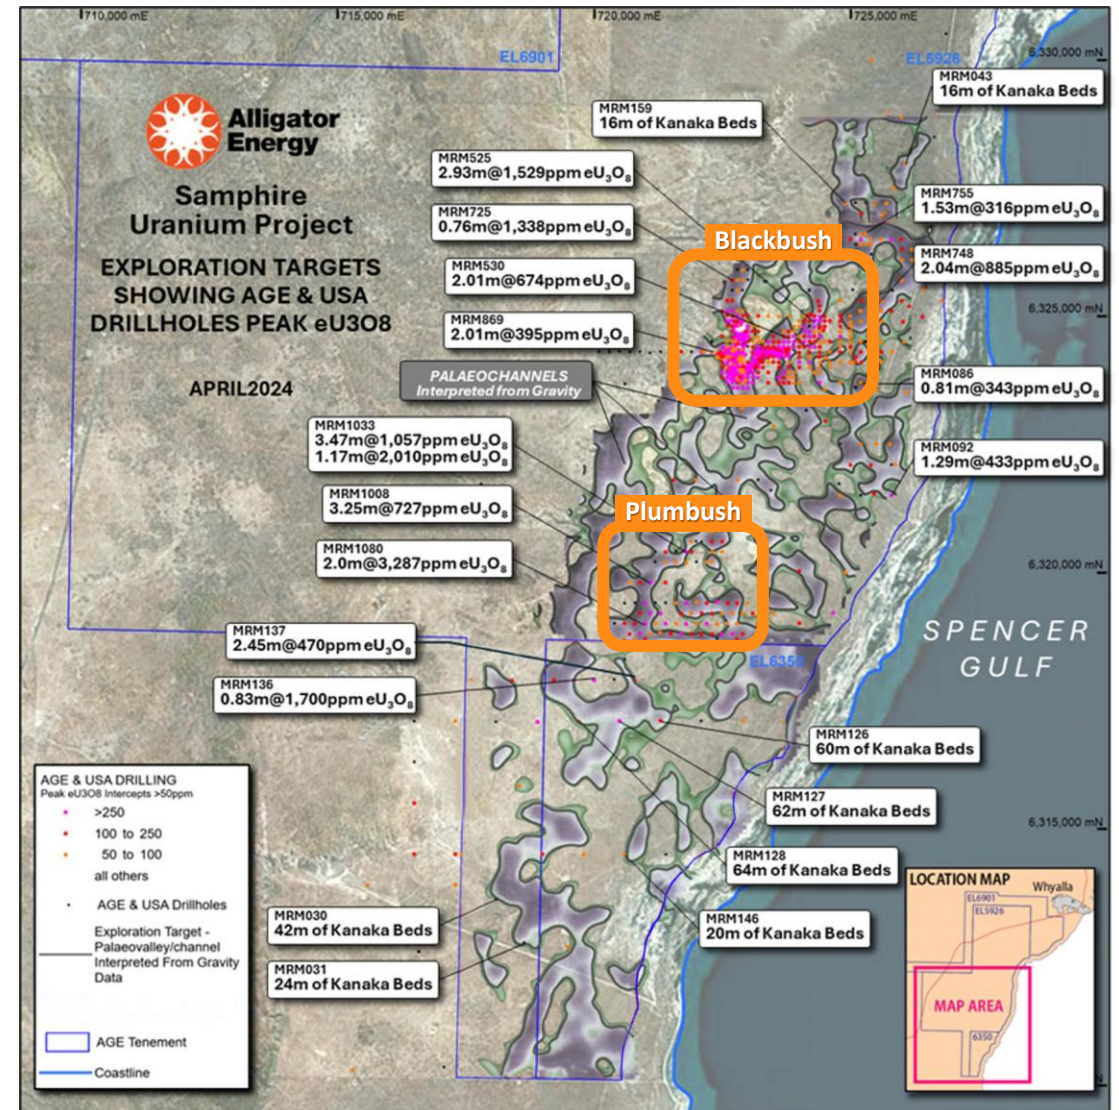 710,000 mE
715,000 mE
720,000 mE
725,000 mE
EL6901
EL5926
6,330,000 mN
Alligator
Energy
Samphire
Uranium Project
EXPLORATION TARGETS
SHOWING AGE & USA
DRILLHOLES PEAK eU3O8
APRIL2024
MRM043
16m of Kanaka Beds
MRM159
16m of Kanaka Beds
MRM525
2.93m@1,529ppm eU₃O₈
MRM755
1.53m@316ppm eU₃O₈
MRM725
0.76m@1,338ppm eU₃O₈
Blackbush
MRM748
2.04m@885ppm eU₃O₈
MRM530
2.01m@674ppm eU₃O₈
6,325,000 mN
MRM869
2.01m@395ppm eU₃O₈
PALAEOCHANNELS
Interpreted from Gravity
MRM086
0.81m@343ppm eU₃O₈
MRM1033
3.47m@1,057ppm eU₃O₈
1.17m@2,010ppm eU₃O₈
MRM092
1.29m@433ppm eU₃O₈
MRM1008
3.25m@727ppm eU₃O₈
Plumbush
MRM1080
2.0m@3,287ppm eU₃O₈
6,320,000 mN
MRM137
2.45m@470ppm eU₃O₈
SPENCER
GULF
EL6350
MRM136
0.83m@1,700ppm eU₃O₈
MRM126
60m of Kanaka Beds
MRM127
62m of Kanaka Beds
6,315,000 mN
MRM128
64m of Kanaka Beds
MRM146
20m of Kanaka Beds
MRM030
42m of Kanaka Beds
MRM031
24m of Kanaka Beds
AGE & USA DRILLING
Peak eU3O8 Intercepts >50ppm
>250
100 to 250
50 to 100
all others
AGE & USA Drillholes
Exploration Target -
Palaeovalley/channel
Interpreted From Gravity
Data
AGE Tenement
Coastline
LOCATION MAP
Whyalla
EL6901
EL5926
MAP AREA
6350